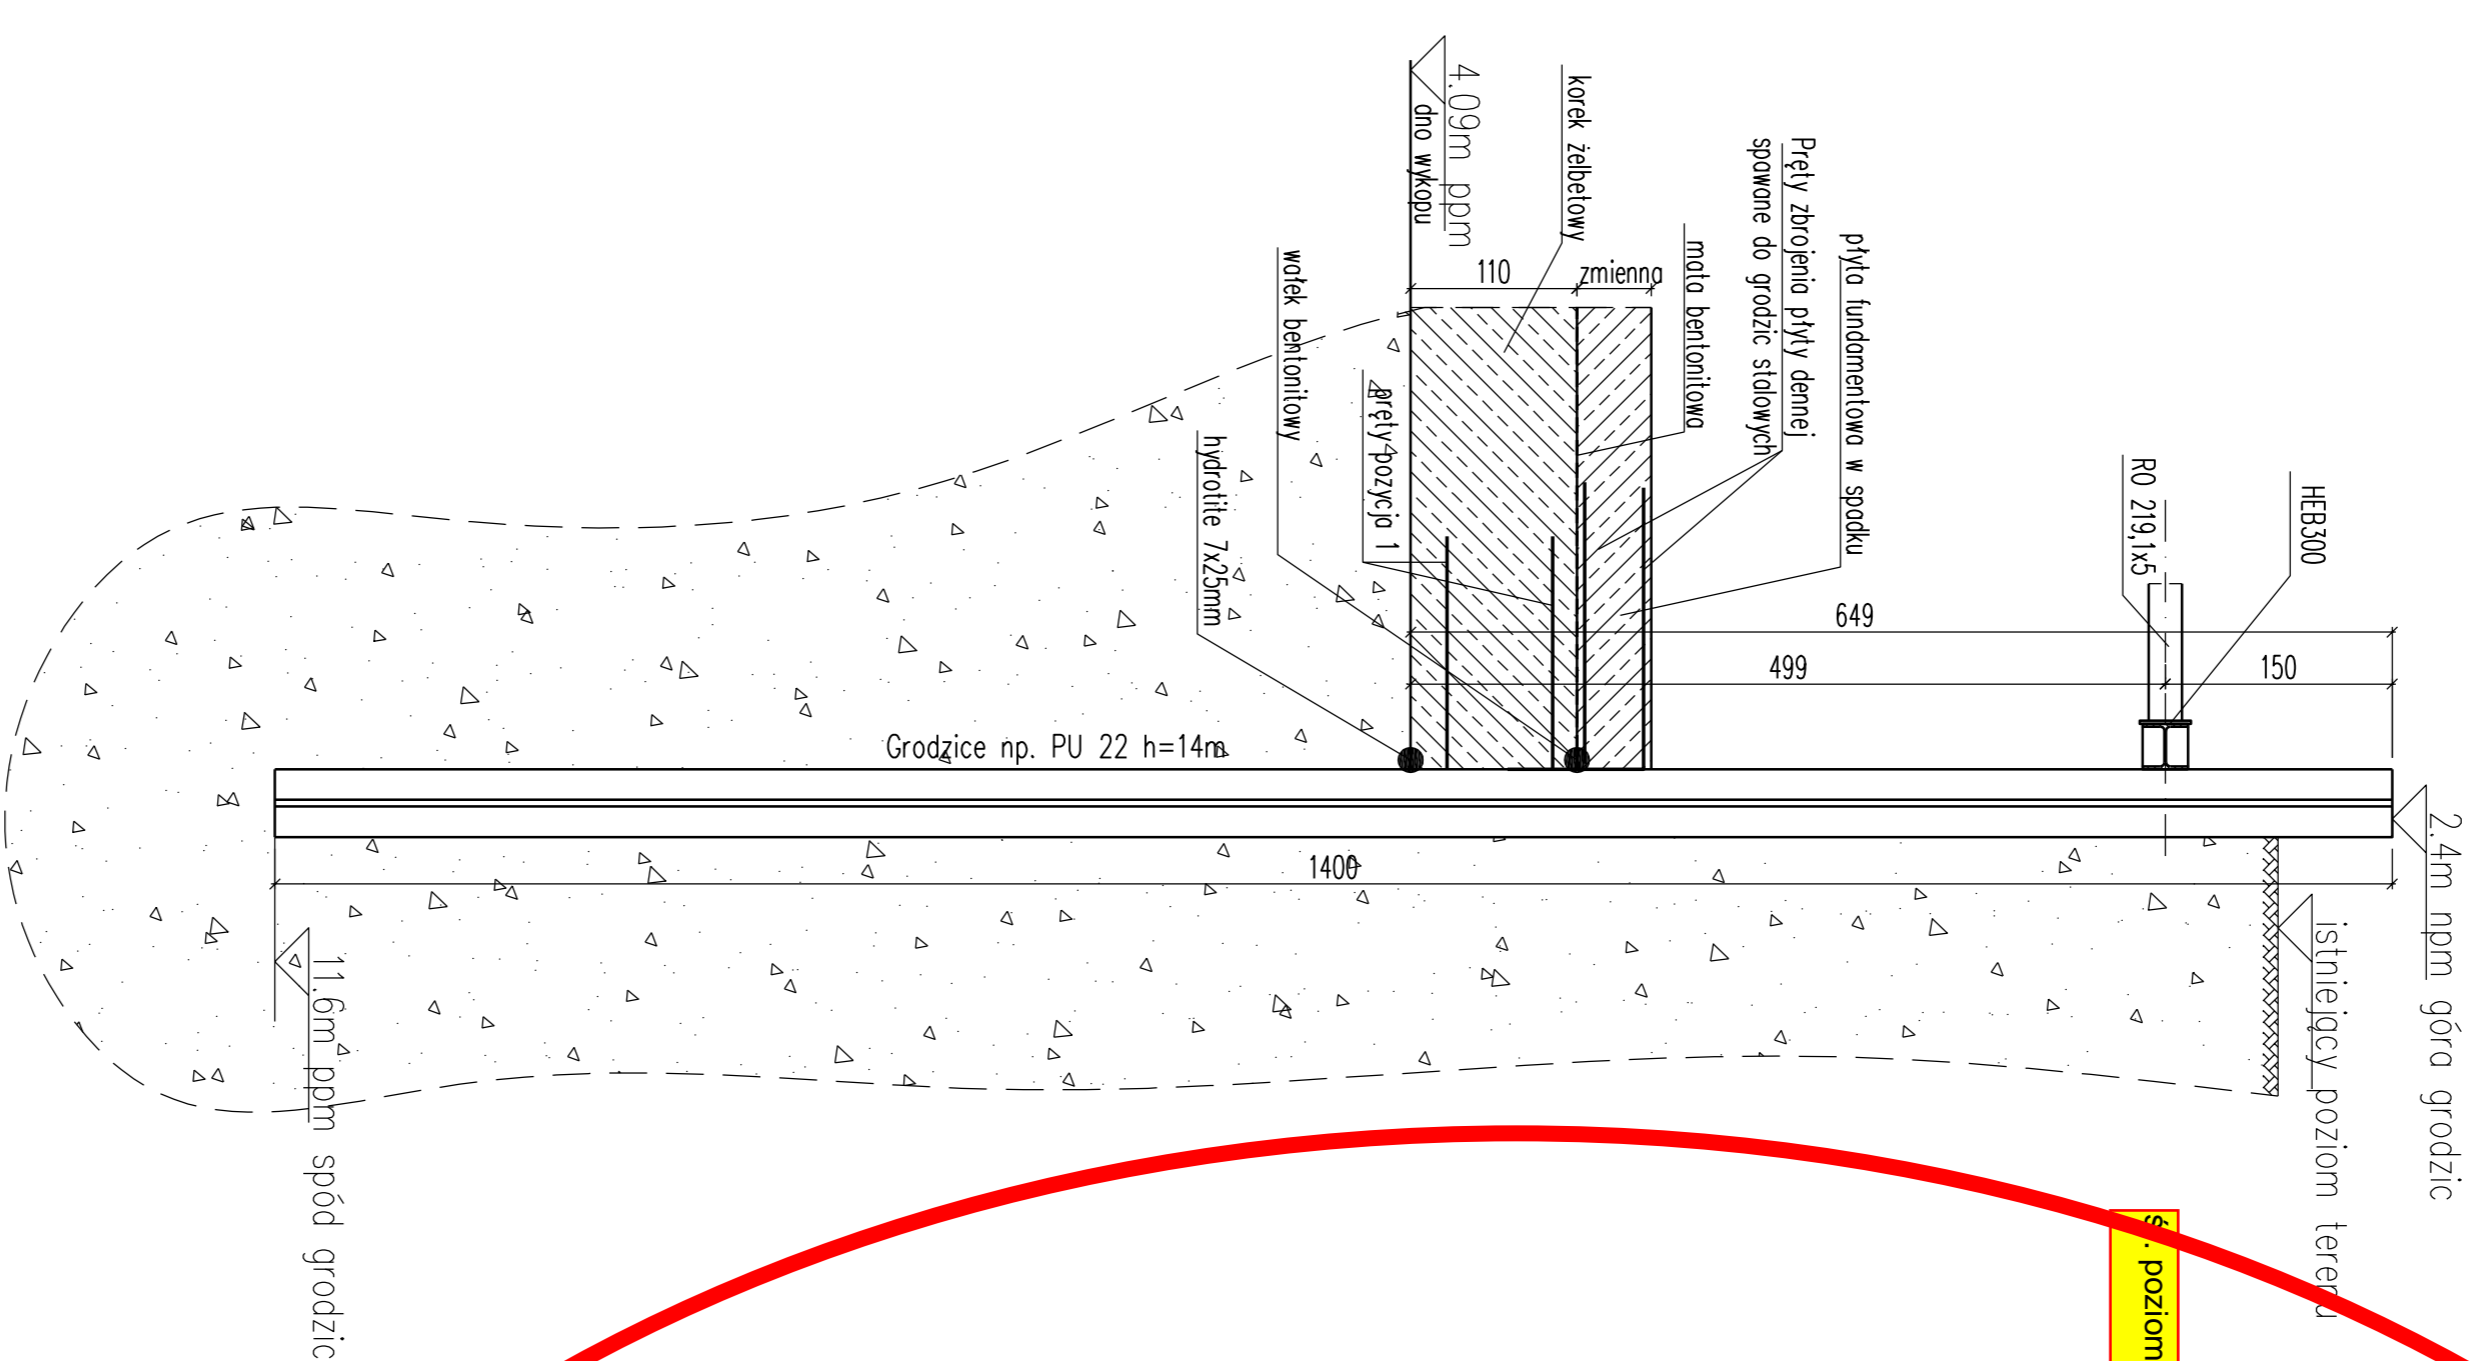 4.09m ppm
dno wykopu
korek żelbetowy
Pręty zbrojenia płyty dennej
spawane do grodzic stalowych
mata bentonitowa
płyta fundamentowa w spadku
110
zmienna
wałek bentonitowy
pręty pozycja 1
hydrotite 7x25mm
RO 219,1x5
HEB300
649
499
150
Grodzice np. PU 22 h=14m
1400
2.4m npm góra grodzic
istniejący poziom terenu
11.6m ppm spód grodzic
poziom